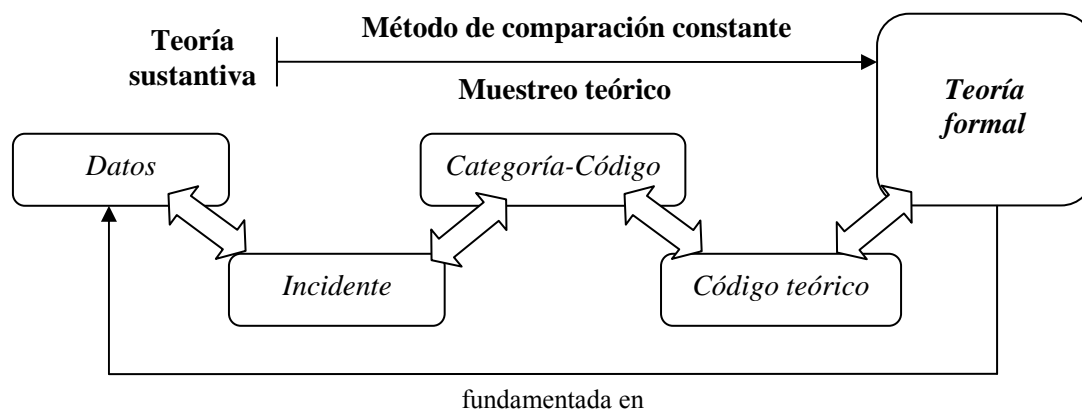 Método de comparación constante
Teoría
sustantiva
Muestreo teórico
Teoría
formal
Datos
Categoría-Código
Incidente
Código teórico
fundamentada en